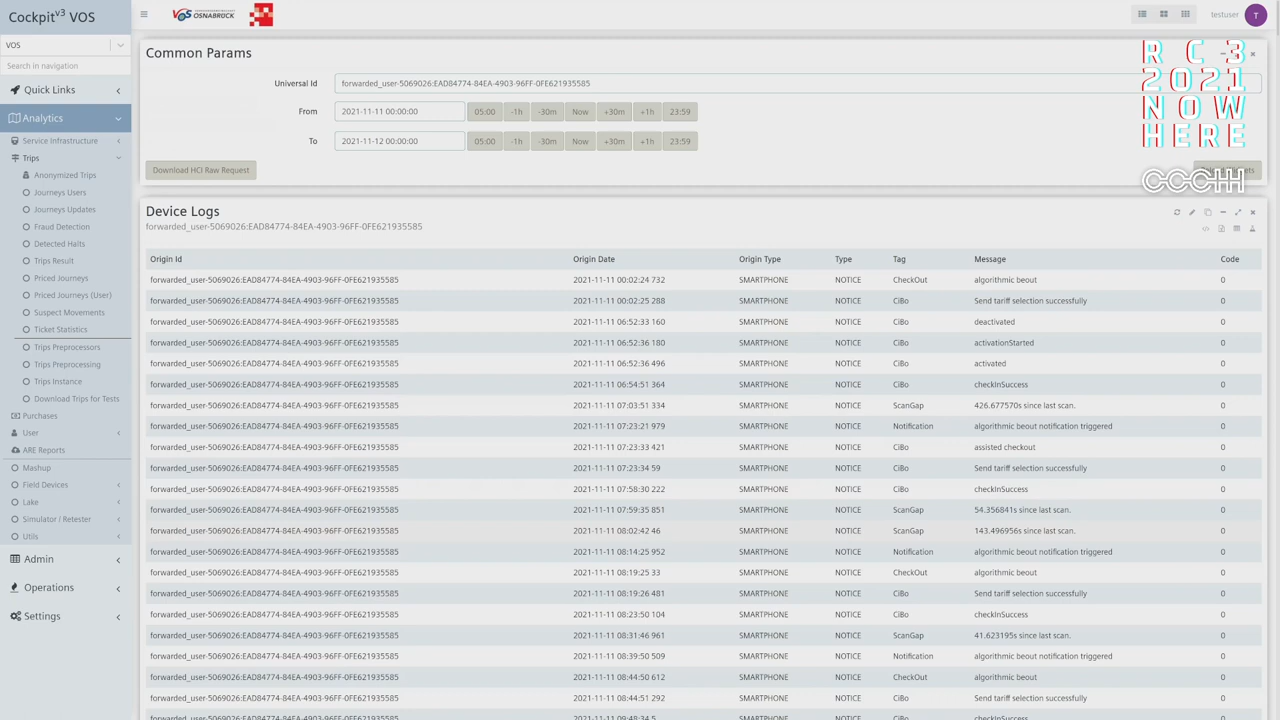 Cockpit v3 VOS
VOS OSNABRÜCK
testuser
T
VOS
Search in navigation
Quick Links
Analytics
Service Infrastructure
Trips
Anonymized Trips
Journeys Users
Journeys Updates
Fraud Detection
Detected Halts
Trips Result
Priced Journeys
Priced Journeys (User)
Suspect Movements
Ticket Statistics
Trips Preprocessors
Trips Preprocessing
Trips Instance
Download Trips for Tests
Purchases
User
ARE Reports
Mashup
Field Devices
Lake
Simulator / Retester
Utils
Admin
Operations
Settings
Common Params
Universal Id forwarded_user-5069026:EAD84774-84EA-4903-96FF-0FE621935585
From 2021-11-11 00:00:00 05:00 -1h -30m Now +30m +1h 23:59
To 2021-11-12 00:00:00 05:00 -1h -30m Now +30m +1h 23:59
Download HCI Raw Request
RC3
2021
NOW
HERE
CCCHH
Device Logs
forwarded_user-5069026:EAD84774-84EA-4903-96FF-0FE621935585
Origin Id Origin Date Origin Type Type Tag Message Code
forwarded_user-5069026:EAD84774-84EA-4903-96FF-0FE621935585 2021-11-11 00:02:24 732 SMARTPHONE NOTICE CheckOut algorithmic beout 0
forwarded_user-5069026:EAD84774-84EA-4903-96FF-0FE621935585 2021-11-11 00:02:25 288 SMARTPHONE NOTICE CiBo Send tariff selection successfully 0
forwarded_user-5069026:EAD84774-84EA-4903-96FF-0FE621935585 2021-11-11 06:52:33 160 SMARTPHONE NOTICE CiBo deactivated 0
forwarded_user-5069026:EAD84774-84EA-4903-96FF-0FE621935585 2021-11-11 06:52:36 180 SMARTPHONE NOTICE CiBo activationStarted 0
forwarded_user-5069026:EAD84774-84EA-4903-96FF-0FE621935585 2021-11-11 06:52:36 496 SMARTPHONE NOTICE CiBo activated 0
forwarded_user-5069026:EAD84774-84EA-4903-96FF-0FE621935585 2021-11-11 06:54:51 364 SMARTPHONE NOTICE CiBo checkInSuccess 0
forwarded_user-5069026:EAD84774-84EA-4903-96FF-0FE621935585 2021-11-11 07:03:51 334 SMARTPHONE NOTICE ScanGap 426.677570s since last scan. 0
forwarded_user-5069026:EAD84774-84EA-4903-96FF-0FE621935585 2021-11-11 07:23:21 979 SMARTPHONE NOTICE Notification algorithmic beout notification triggered 0
forwarded_user-5069026:EAD84774-84EA-4903-96FF-0FE621935585 2021-11-11 07:23:33 421 SMARTPHONE NOTICE CiBo assisted checkout 0
forwarded_user-5069026:EAD84774-84EA-4903-96FF-0FE621935585 2021-11-11 07:23:34 59 SMARTPHONE NOTICE CiBo Send tariff selection successfully 0
forwarded_user-5069026:EAD84774-84EA-4903-96FF-0FE621935585 2021-11-11 07:58:30 222 SMARTPHONE NOTICE CiBo checkInSuccess 0
forwarded_user-5069026:EAD84774-84EA-4903-96FF-0FE621935585 2021-11-11 07:59:35 851 SMARTPHONE NOTICE ScanGap 54.356841s since last scan. 0
forwarded_user-5069026:EAD84774-84EA-4903-96FF-0FE621935585 2021-11-11 08:02:42 46 SMARTPHONE NOTICE ScanGap 143.496956s since last scan. 0
forwarded_user-5069026:EAD84774-84EA-4903-96FF-0FE621935585 2021-11-11 08:14:25 952 SMARTPHONE NOTICE Notification algorithmic beout notification triggered 0
forwarded_user-5069026:EAD84774-84EA-4903-96FF-0FE621935585 2021-11-11 08:19:25 33 SMARTPHONE NOTICE CheckOut algorithmic beout 0
forwarded_user-5069026:EAD84774-84EA-4903-96FF-0FE621935585 2021-11-11 08:19:26 481 SMARTPHONE NOTICE CiBo Send tariff selection successfully 0
forwarded_user-5069026:EAD84774-84EA-4903-96FF-0FE621935585 2021-11-11 08:23:50 104 SMARTPHONE NOTICE CiBo checkInSuccess 0
forwarded_user-5069026:EAD84774-84EA-4903-96FF-0FE621935585 2021-11-11 08:31:46 961 SMARTPHONE NOTICE ScanGap 41.623195s since last scan. 0
forwarded_user-5069026:EAD84774-84EA-4903-96FF-0FE621935585 2021-11-11 08:39:50 509 SMARTPHONE NOTICE Notification algorithmic beout notification triggered 0
forwarded_user-5069026:EAD84774-84EA-4903-96FF-0FE621935585 2021-11-11 08:44:50 612 SMARTPHONE NOTICE CheckOut algorithmic beout 0
forwarded_user-5069026:EAD84774-84EA-4903-96FF-0FE621935585 2021-11-11 08:44:51 292 SMARTPHONE NOTICE CiBo Send tariff selection successfully 0
forwarded_user-5069026:EAD84774-84EA-4903-96FF-0FE621935585 2021-11-11 09:48:34 5 SMARTPHONE NOTICE CiBo checkInSuccess 0